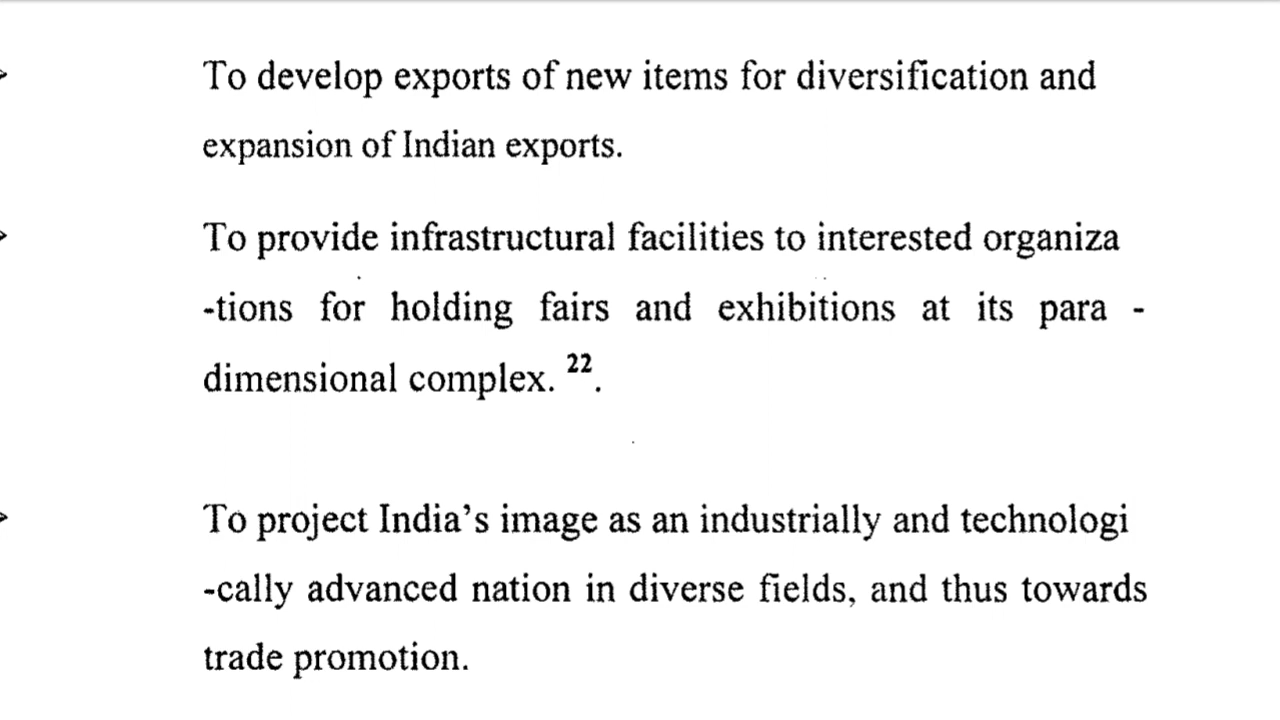 To develop exports of new items for diversification and
expansion of Indian exports.
To provide infrastructural facilities to interested organiza
-tions for holding fairs and exhibitions at its para -
dimensional complex. 22.
To project India's image as an industrially and technologi
-cally advanced nation in diverse fields, and thus towards
trade promotion.